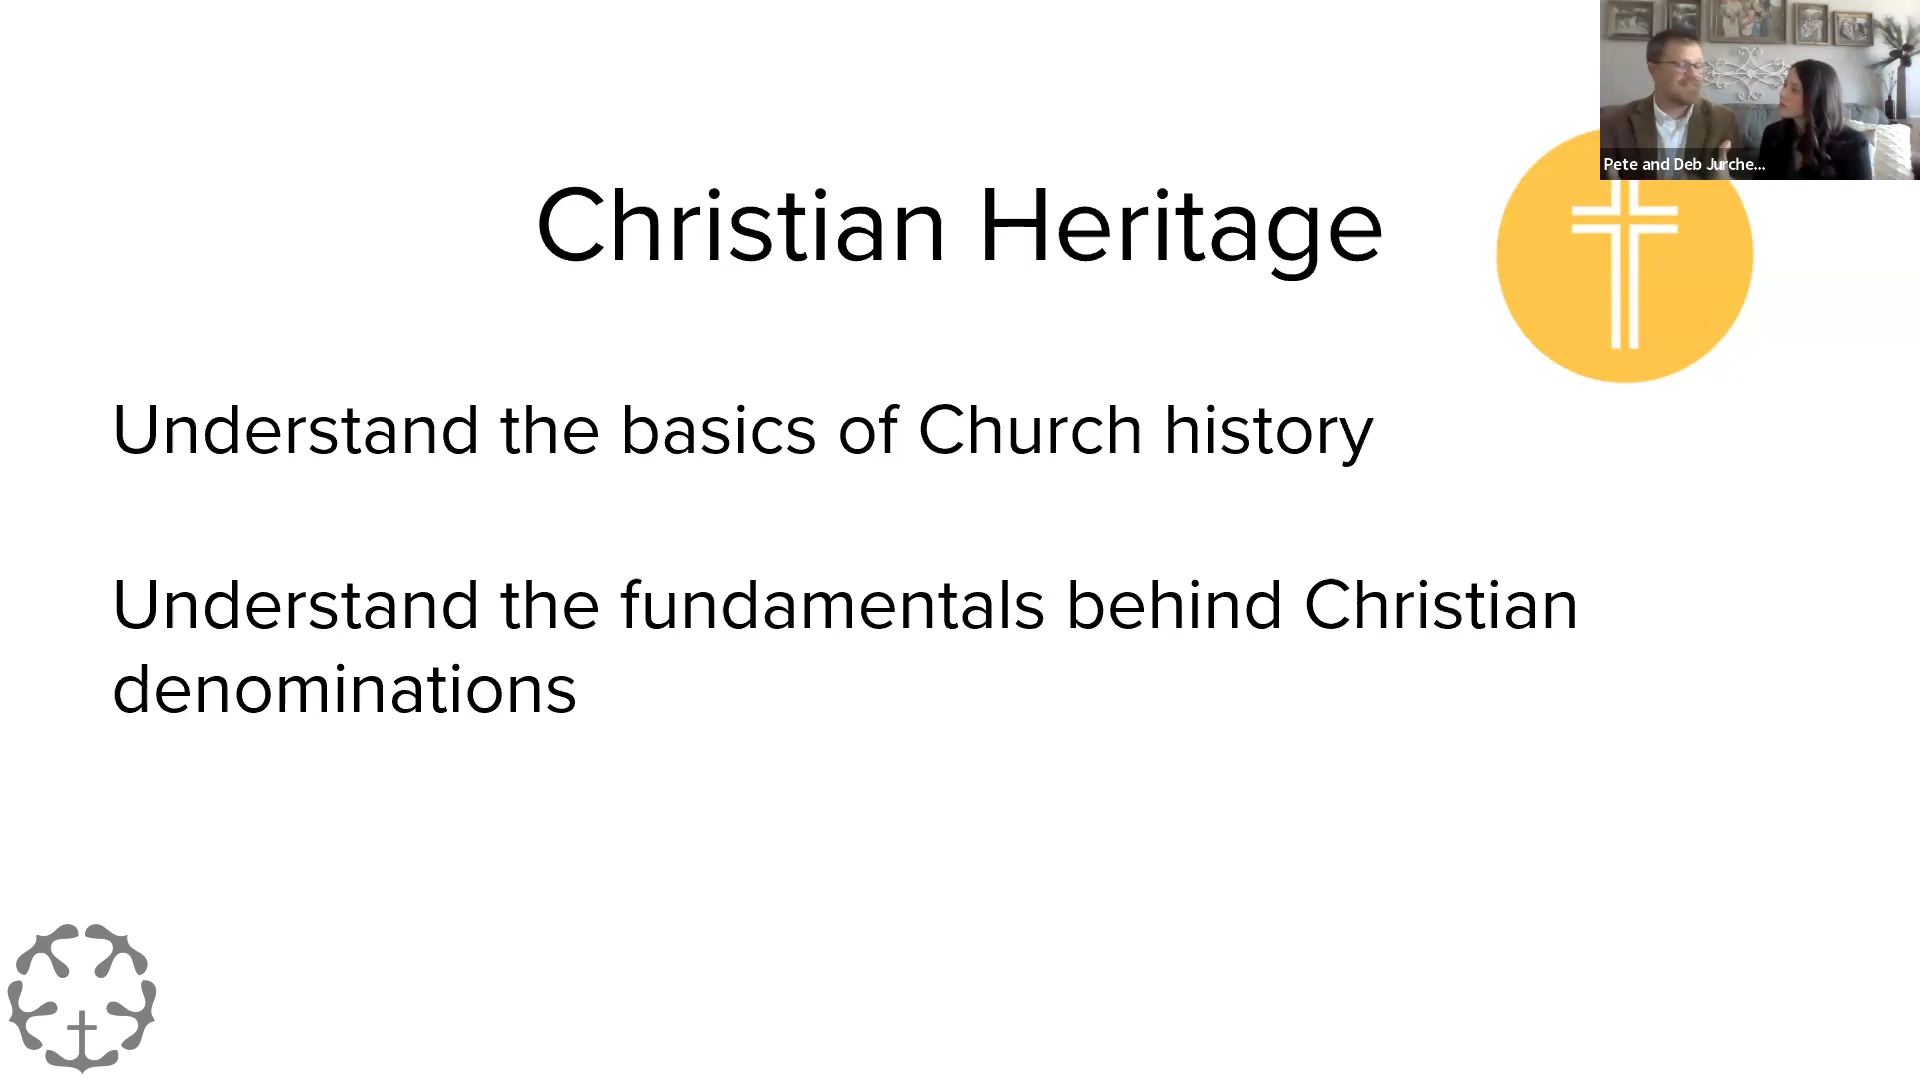 Pete and Deb Jurche...
Christian Heritage
Understand the basics of Church history
Understand the fundamentals behind Christian
denominations